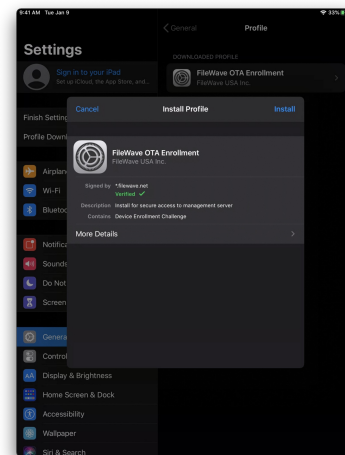 9:41 AM Tue Jan 9
33%
General
Profile
Settings
DOWNLOADED PROFILE
Sign in to your iPad
Set up iCloud, the App Store, and...
FileWave OTA Enrollment
FileWave USA Inc.
Cancel
Install Profile
Install
Finish Setting
Profile Downl
FileWave OTA Enrollment
FileWave USA Inc.
Signed by *.filewave.net
Verified ✓
Description Install for secure access to management server
Contains Device Enrollment Challenge
More Details
Airplan
Wi-Fi
Bluetoo
Notifica
Sounds
Do Not
Screen
Genera
Control
AA Display & Brightness
Home Screen & Dock
Accessibility
Wallpaper
Siri & Search